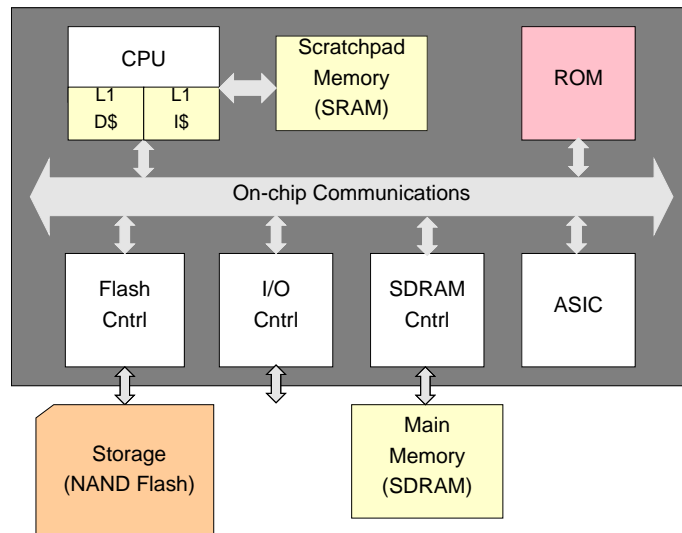 CPU
L1
D$
L1
I$
Scratchpad
Memory
(SRAM)
ROM
On-chip Communications
Flash
Cntrl
I/O
Cntrl
SDRAM
Cntrl
ASIC
Storage
(NAND Flash)
Main
Memory
(SDRAM)